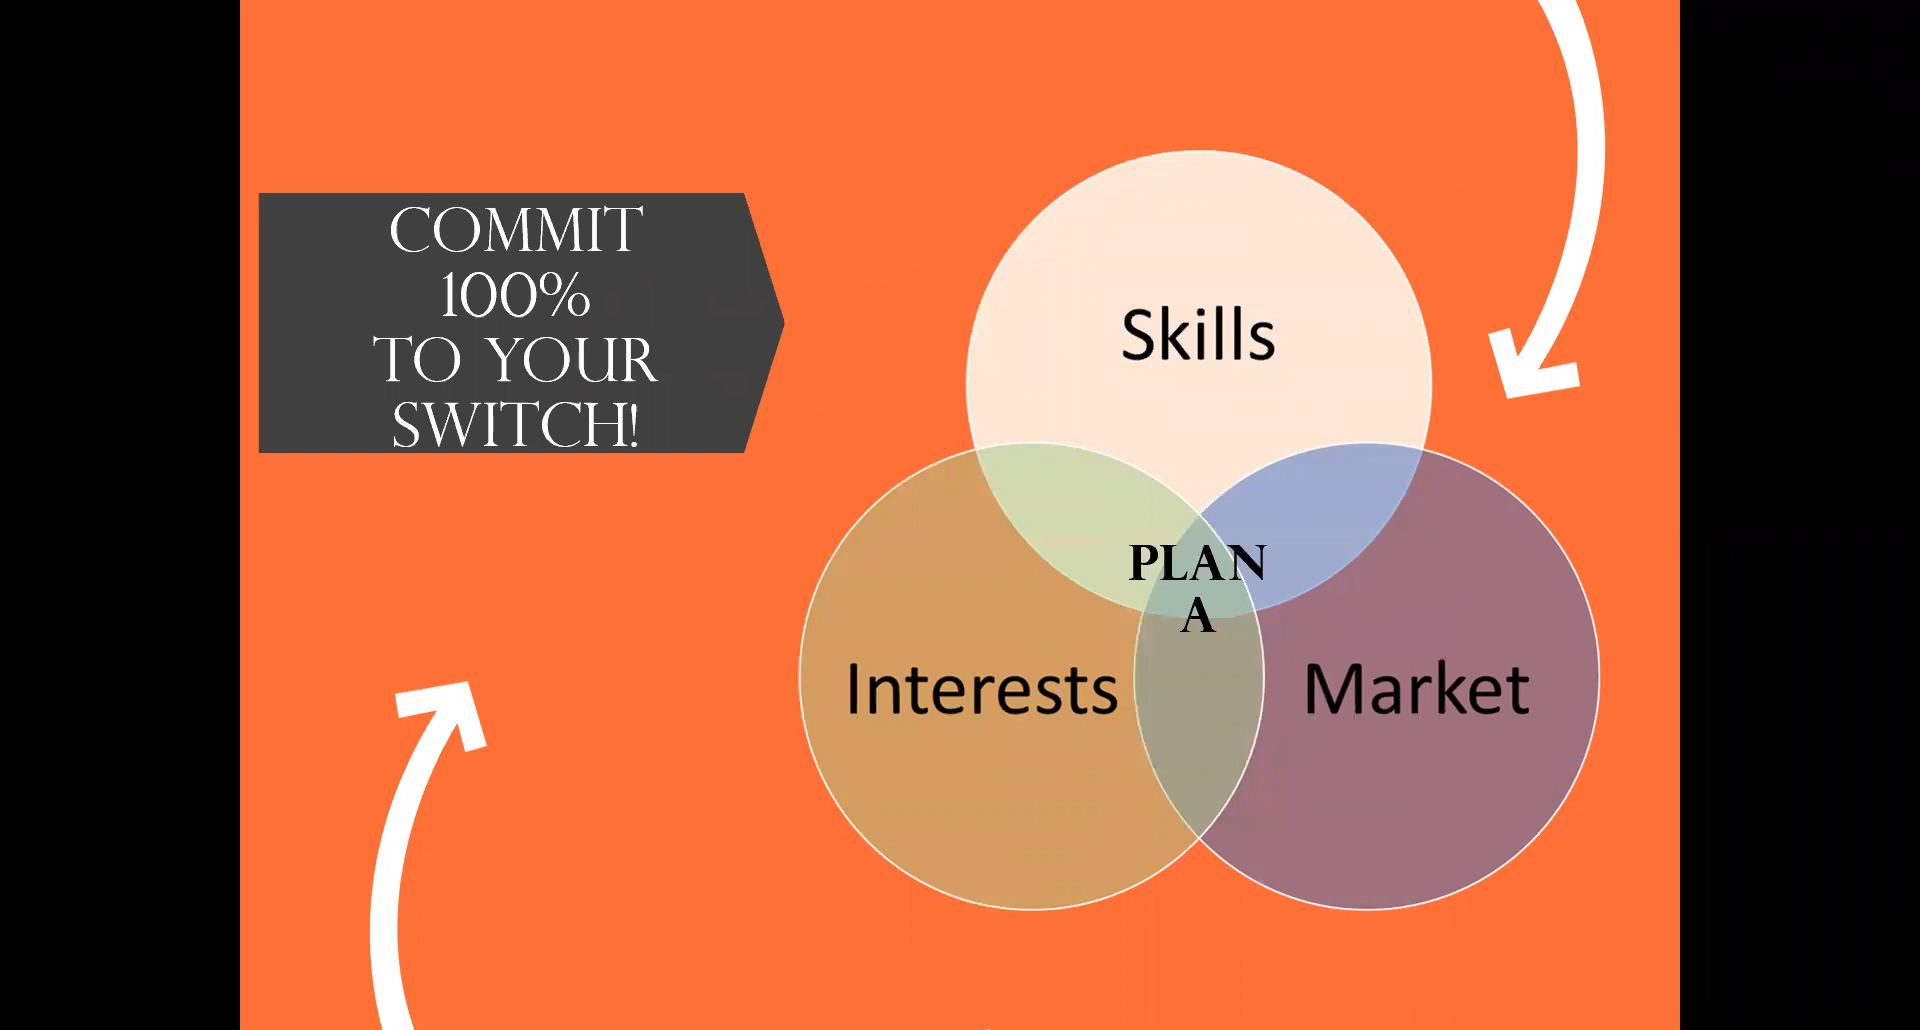 COMMIT
100%
TO YOUR
SWITCH!
Skills
PLAN
A
Interests
Market